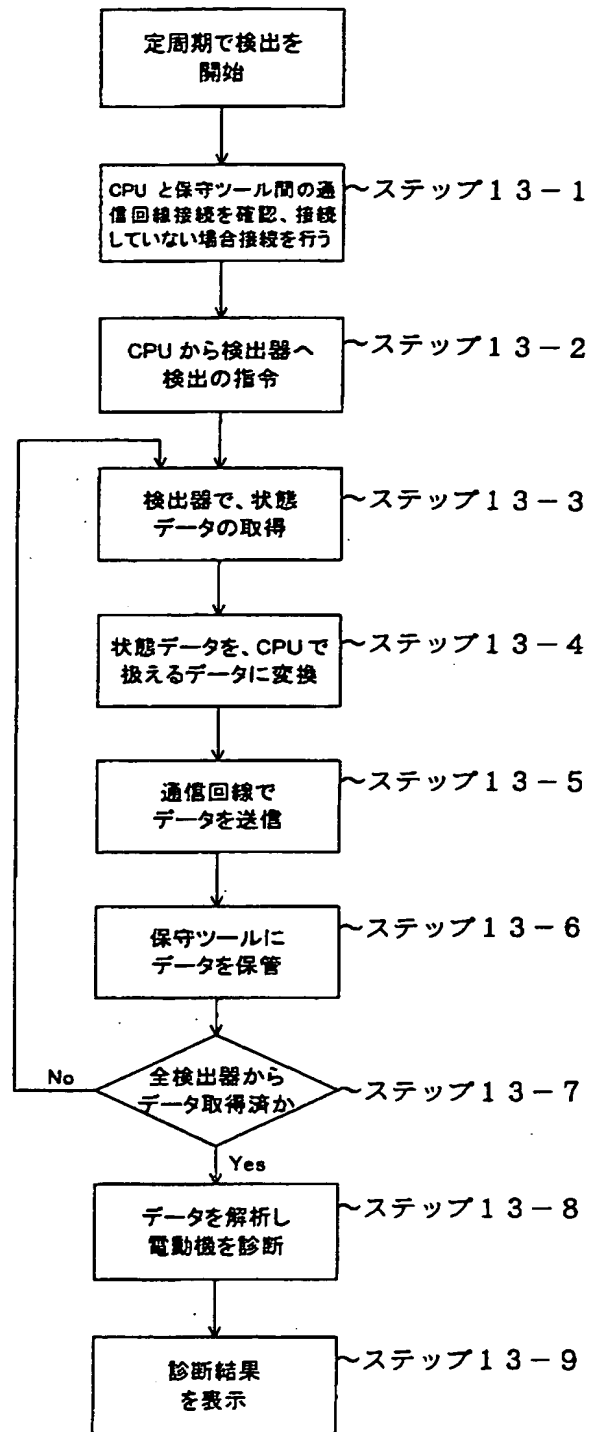 定周期で検出を
開始
CPU と保守ツール間の通
信回線接続を確認、接続
していない場合接続を行う
~ステップ13-1
CPU から検出器へ
検出の指令
~ステップ13-2
検出器で、状態
データの取得
~ステップ13-3
状態データを、CPUで
扱えるデータに変換
~ステップ13-4
通信回線で
データを送信
~ステップ13-5
保守ツールに
データを保管
~ステップ13-6
全検出器から
データ取得済か
~ステップ13-7
No
Yes
データを解析し
電動機を診断
~ステップ13-8
診断結果
を表示
~ステップ13-9